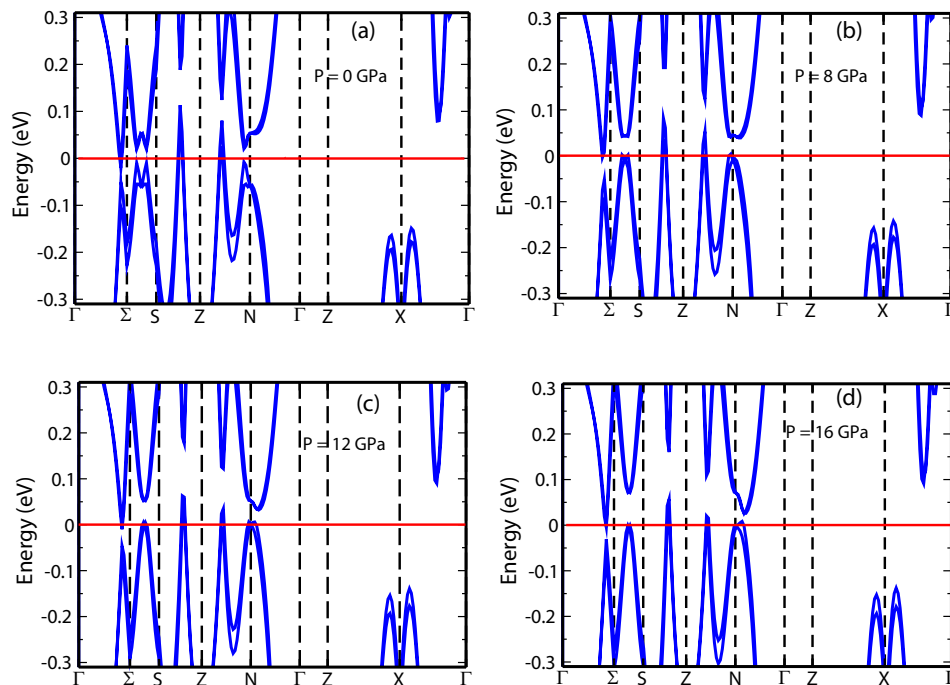 (a)
P = 0 GPa
0.3
0.2
0.1
0
-0.1
-0.2
-0.3
Energy (eV)
Γ Σ S Z N Γ Z X Γ
(b)
P = 8 GPa
0.3
0.2
0.1
0
-0.1
-0.2
-0.3
Energy (eV)
Γ Σ S Z N Γ Z X Γ
(c)
P = 12 GPa
0.3
0.2
0.1
0
-0.1
-0.2
-0.3
Energy (eV)
Γ Σ S Z N Γ Z X Γ
(d)
P = 16 GPa
0.3
0.2
0.1
0
-0.1
-0.2
-0.3
Energy (eV)
Γ Σ S Z N Γ Z X